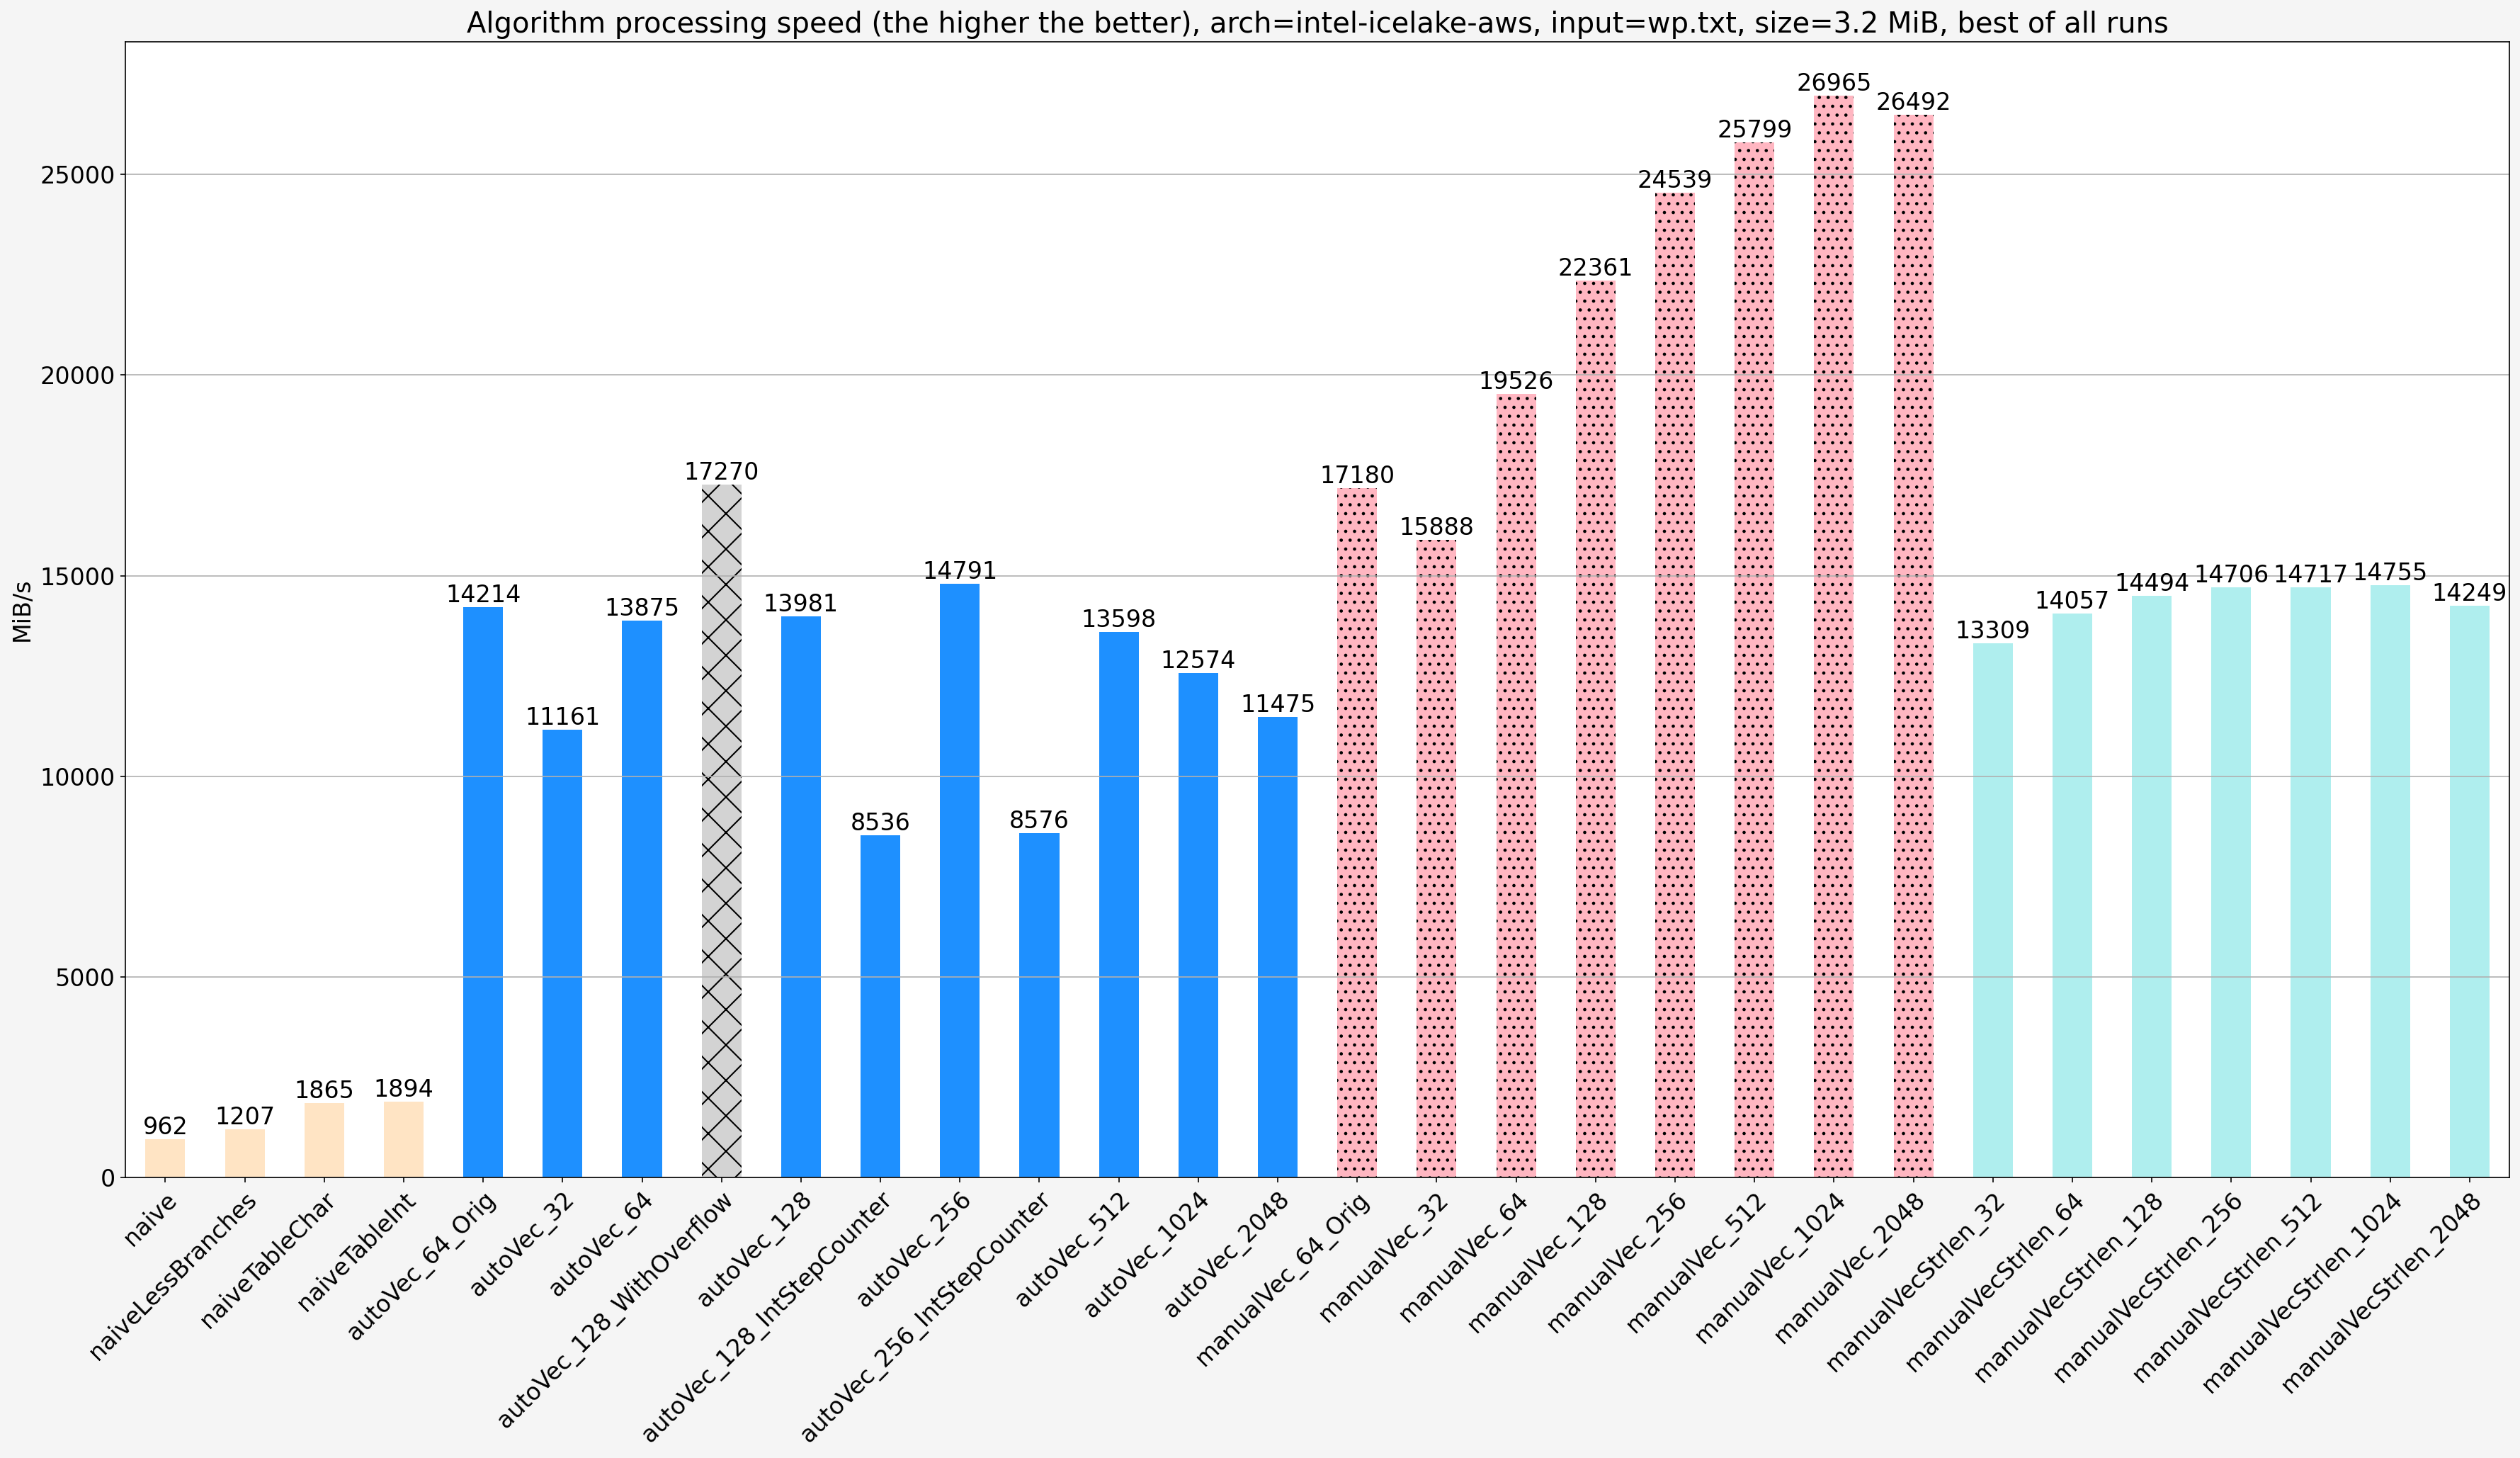 Algorithm processing speed (the higher the better), arch=intel-icelake-aws, input=wp.txt, size=3.2 MiB, best of all runs
MiB/s
25000
20000
15000
10000
5000
0
962
1207
1865
1894
14214
11161
13875
17270
13981
8536
14791
8576
13598
12574
11475
17180
15888
19526
22361
24539
25799
26965
26492
13309
14057
14494
14706
14717
14755
14249
naive
naiveLessBranches
naiveTableChar
naiveTableInt
autoVec_64_Orig
autoVec_32
autoVec_64
autoVec_128_WithOverflow
autoVec_128
autoVec_128_IntStepCounter
autoVec_256
autoVec_256_IntStepCounter
autoVec_512
autoVec_1024
autoVec_2048
manualVec_64_Orig
manualVec_32
manualVec_64
manualVec_128
manualVec_256
manualVec_512
manualVec_1024
manualVec_2048
manualVecStrlen_32
manualVecStrlen_64
manualVecStrlen_128
manualVecStrlen_256
manualVecStrlen_512
manualVecStrlen_1024
manualVecStrlen_2048